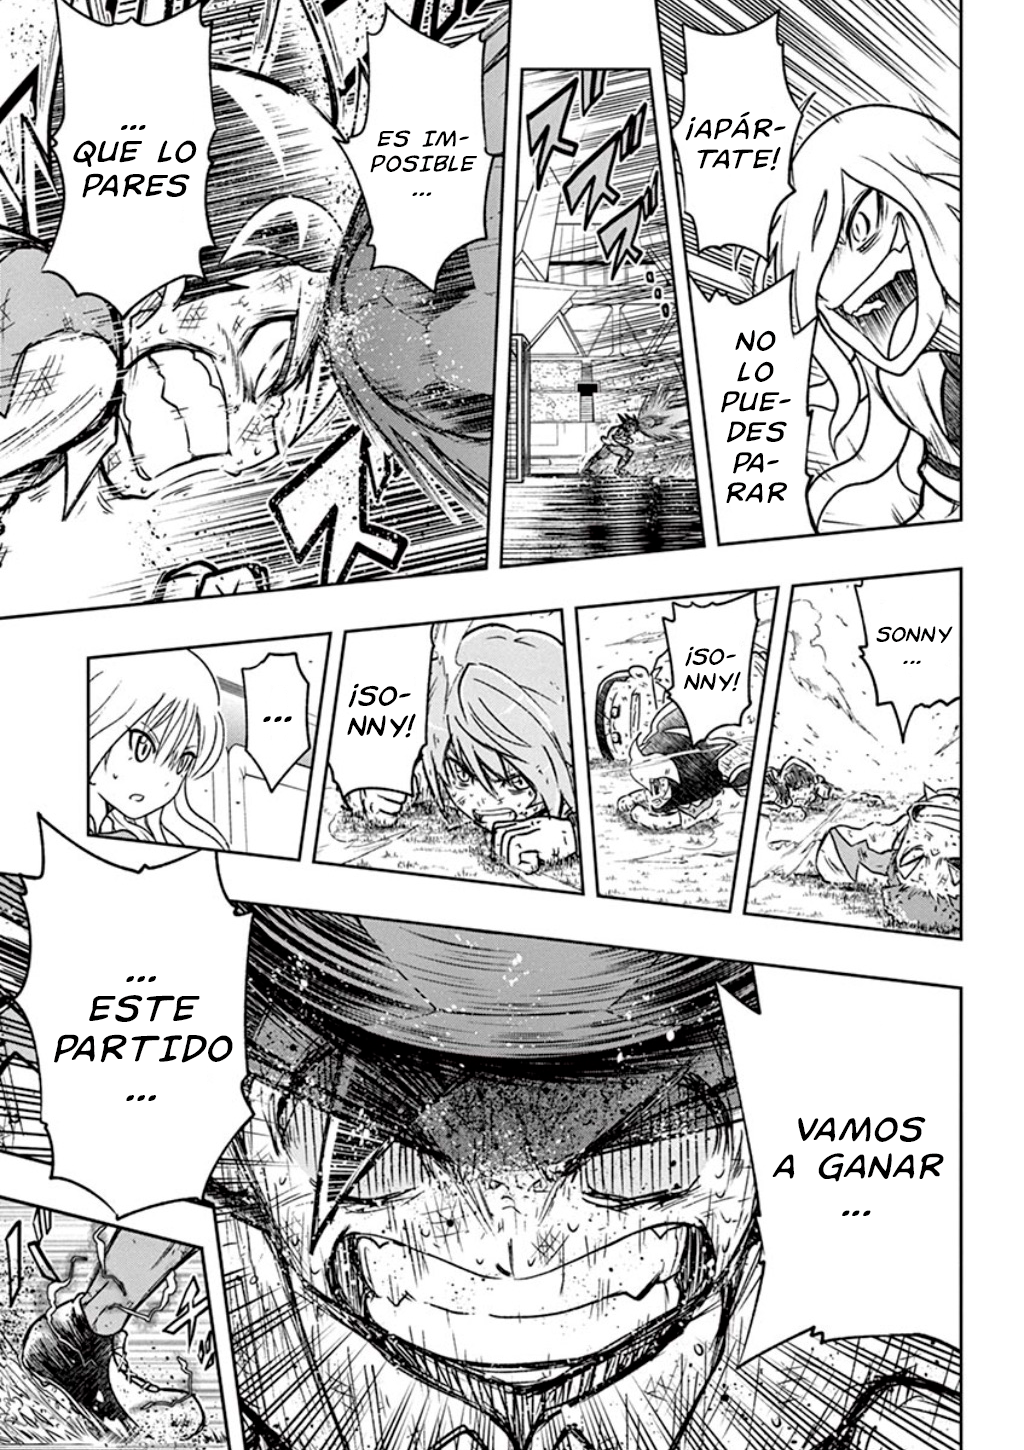 ¡APÁR-
TATE!
NO
LO
PUE-
DES
PA-
RAR
ES IM-
POSIBLE
...
...
QUE LO
PARES
SONNY
...
¡SO-
NNY!
¡SO-
NNY!
...
VAMOS
A GANAR
...
...
ESTE
PARTIDO
...